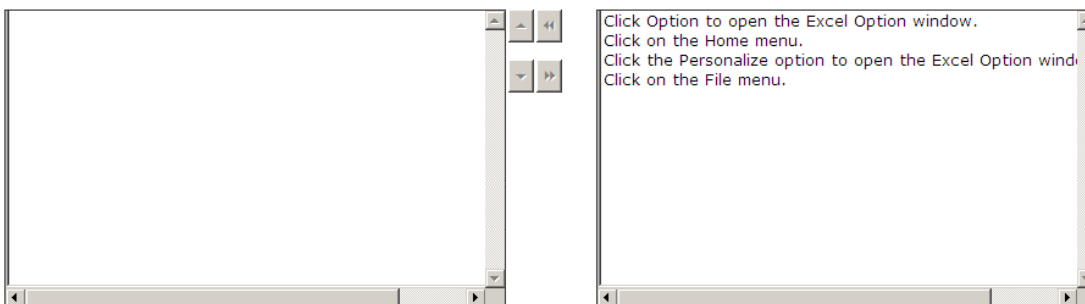 Click Option to open the Excel Option window.
Click on the Home menu.
Click the Personalize option to open the Excel Option
Click on the File menu.